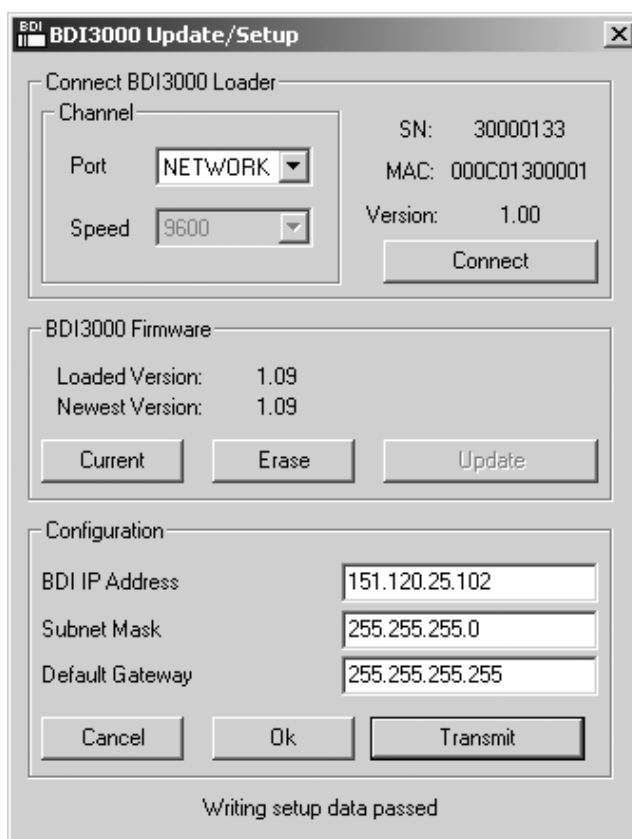 BDI BDI3000 Update/Setup
Connect BDI3000 Loader
Channel
Port NETWORK
Speed 9600
SN: 30000133
MAC: 000C01300001
Version: 1.00
Connect
BDI3000 Firmware
Loaded Version: 1.09
Newest Version: 1.09
Current Erase Update
Configuration
BDI IP Address 151.120.25.102
Subnet Mask 255.255.255.0
Default Gateway 255.255.255.255
Cancel Ok Transmit
Writing setup data passed